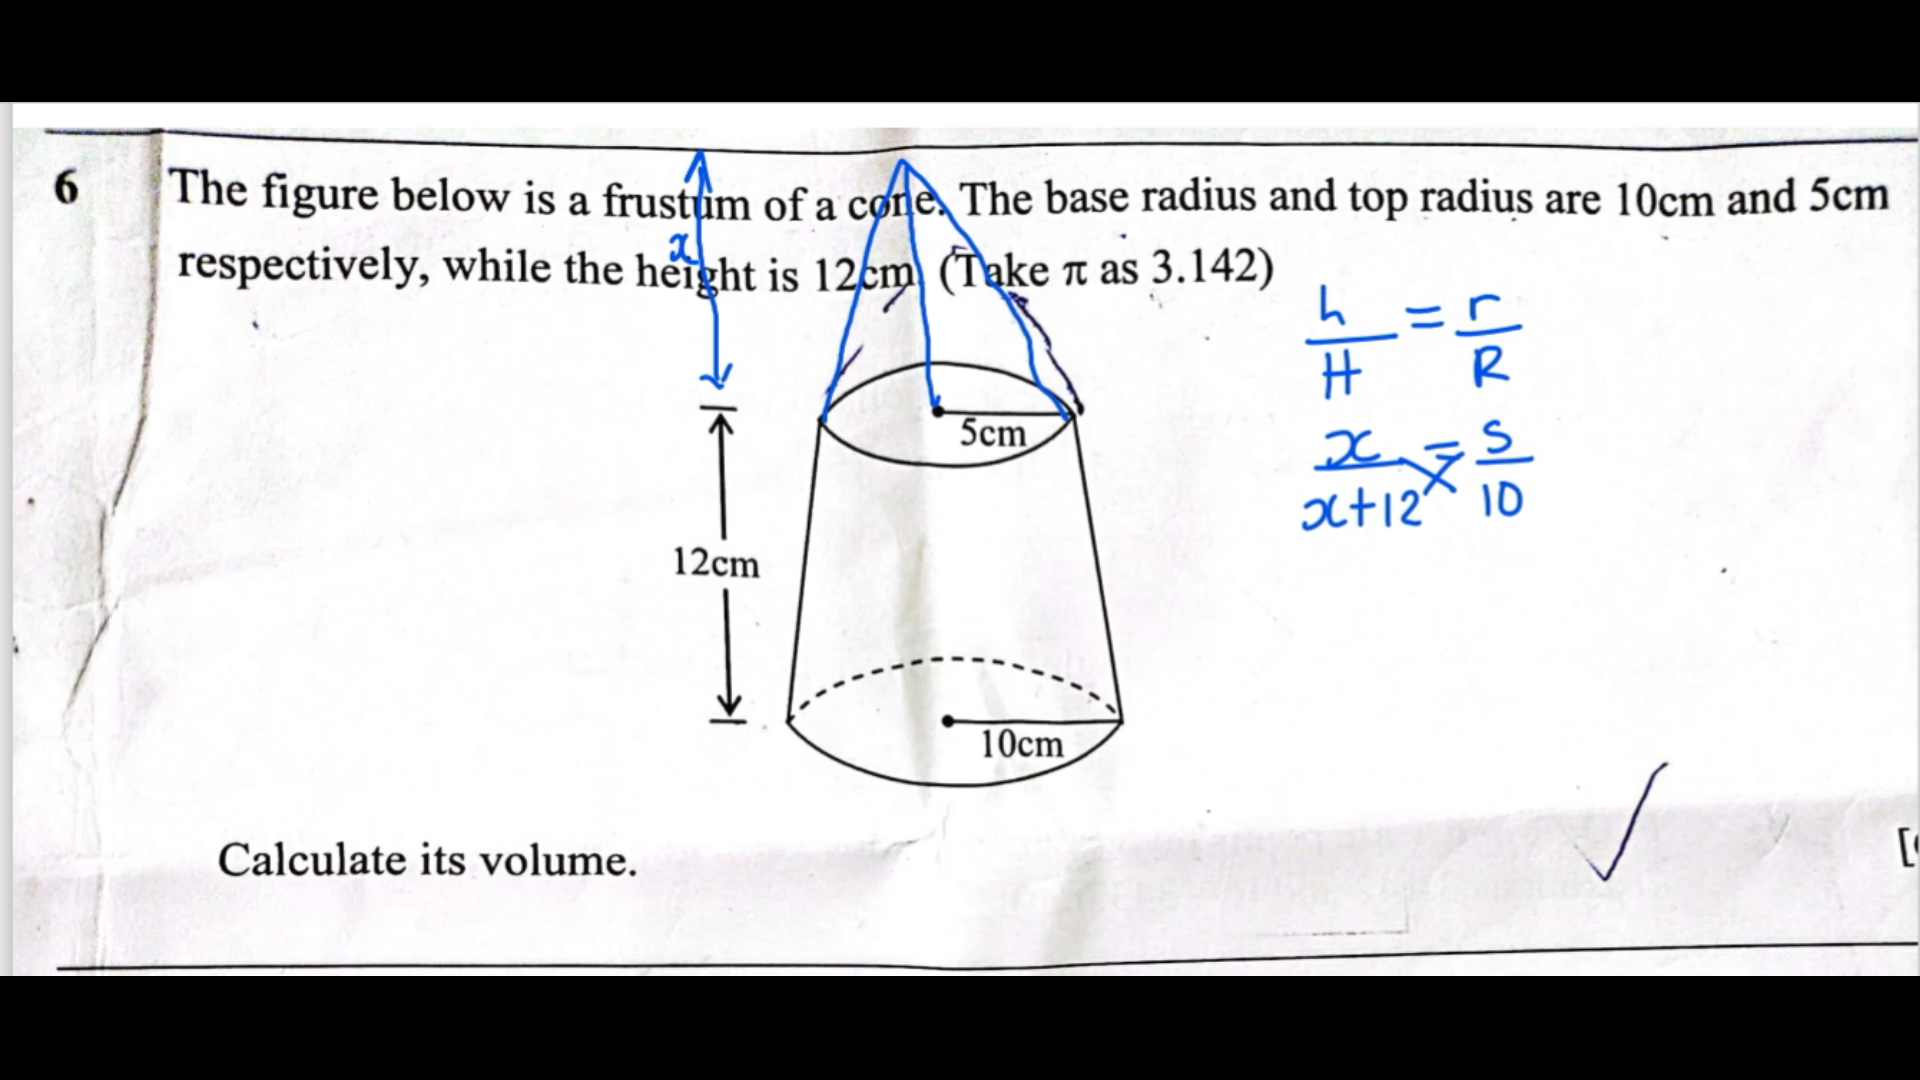 6 The figure below is a frustum of a cone. The base radius and top radius are 10cm and 5cm
respectively, while the height is 12cm. (Take π as 3.142)
x
h/H = r/R
x/x+12 = 5/10
5cm
12cm
10cm
Calculate its volume.